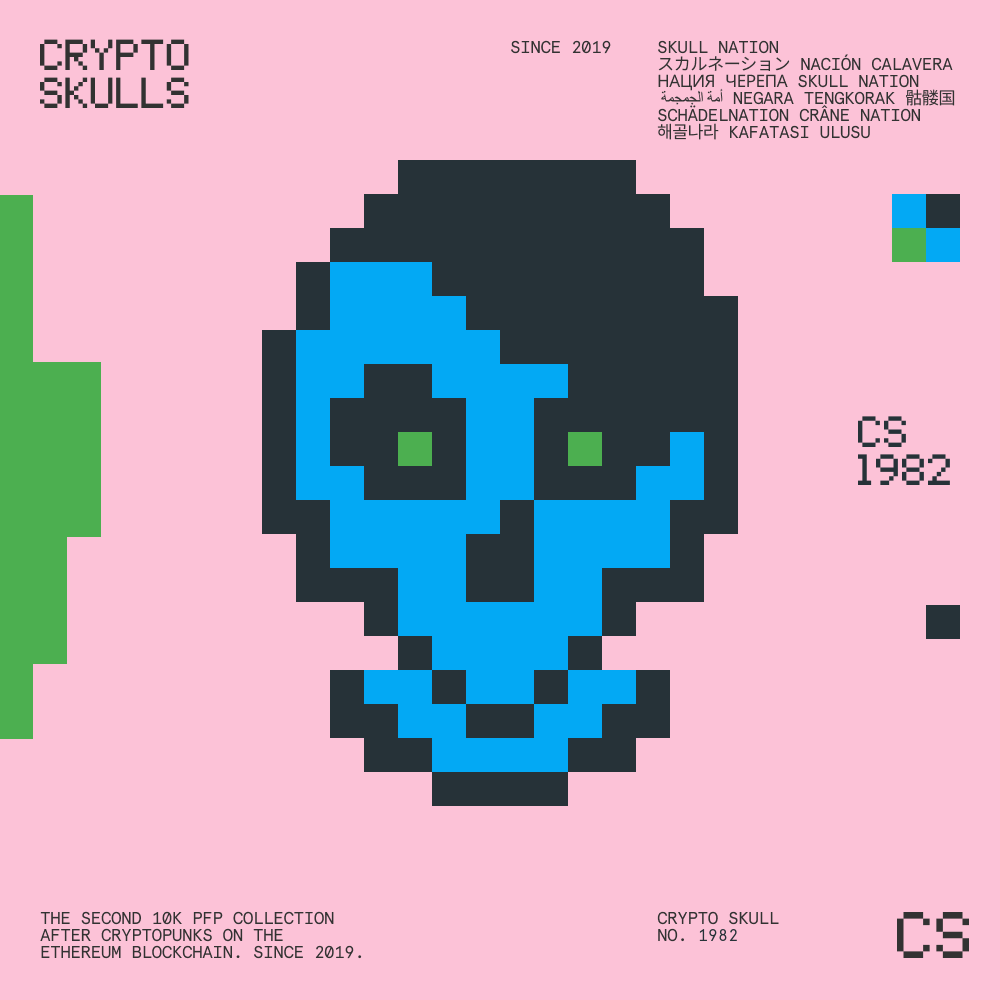 CRYPTO
SKULLS
SINCE 2019
SKULL NATION
スカルネーション NACIÓN CALAVERA
НАЦИЯ ЧЕРЕПА SKULL NATION
أمة الجمجمة NEGARA TENGKORAK 骷髅国
SCHÄDELNATION CRÂNE NATION
해골나라 KAFATASI ULUSU
CS
1982
THE SECOND 10K PFP COLLECTION
AFTER CRYPTOPUNKS ON THE
ETHEREUM BLOCKCHAIN. SINCE 2019.
CRYPTO SKULL
NO. 1982
CS